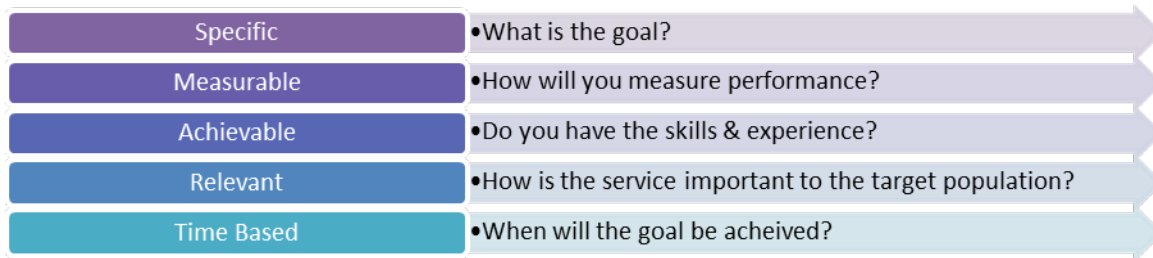 Specific •What is the goal?
Measurable •How will you measure performance?
Achievable •Do you have the skills & experience?
Relevant •How is the service important to the target population?
Time Based •When will the goal be acheived?